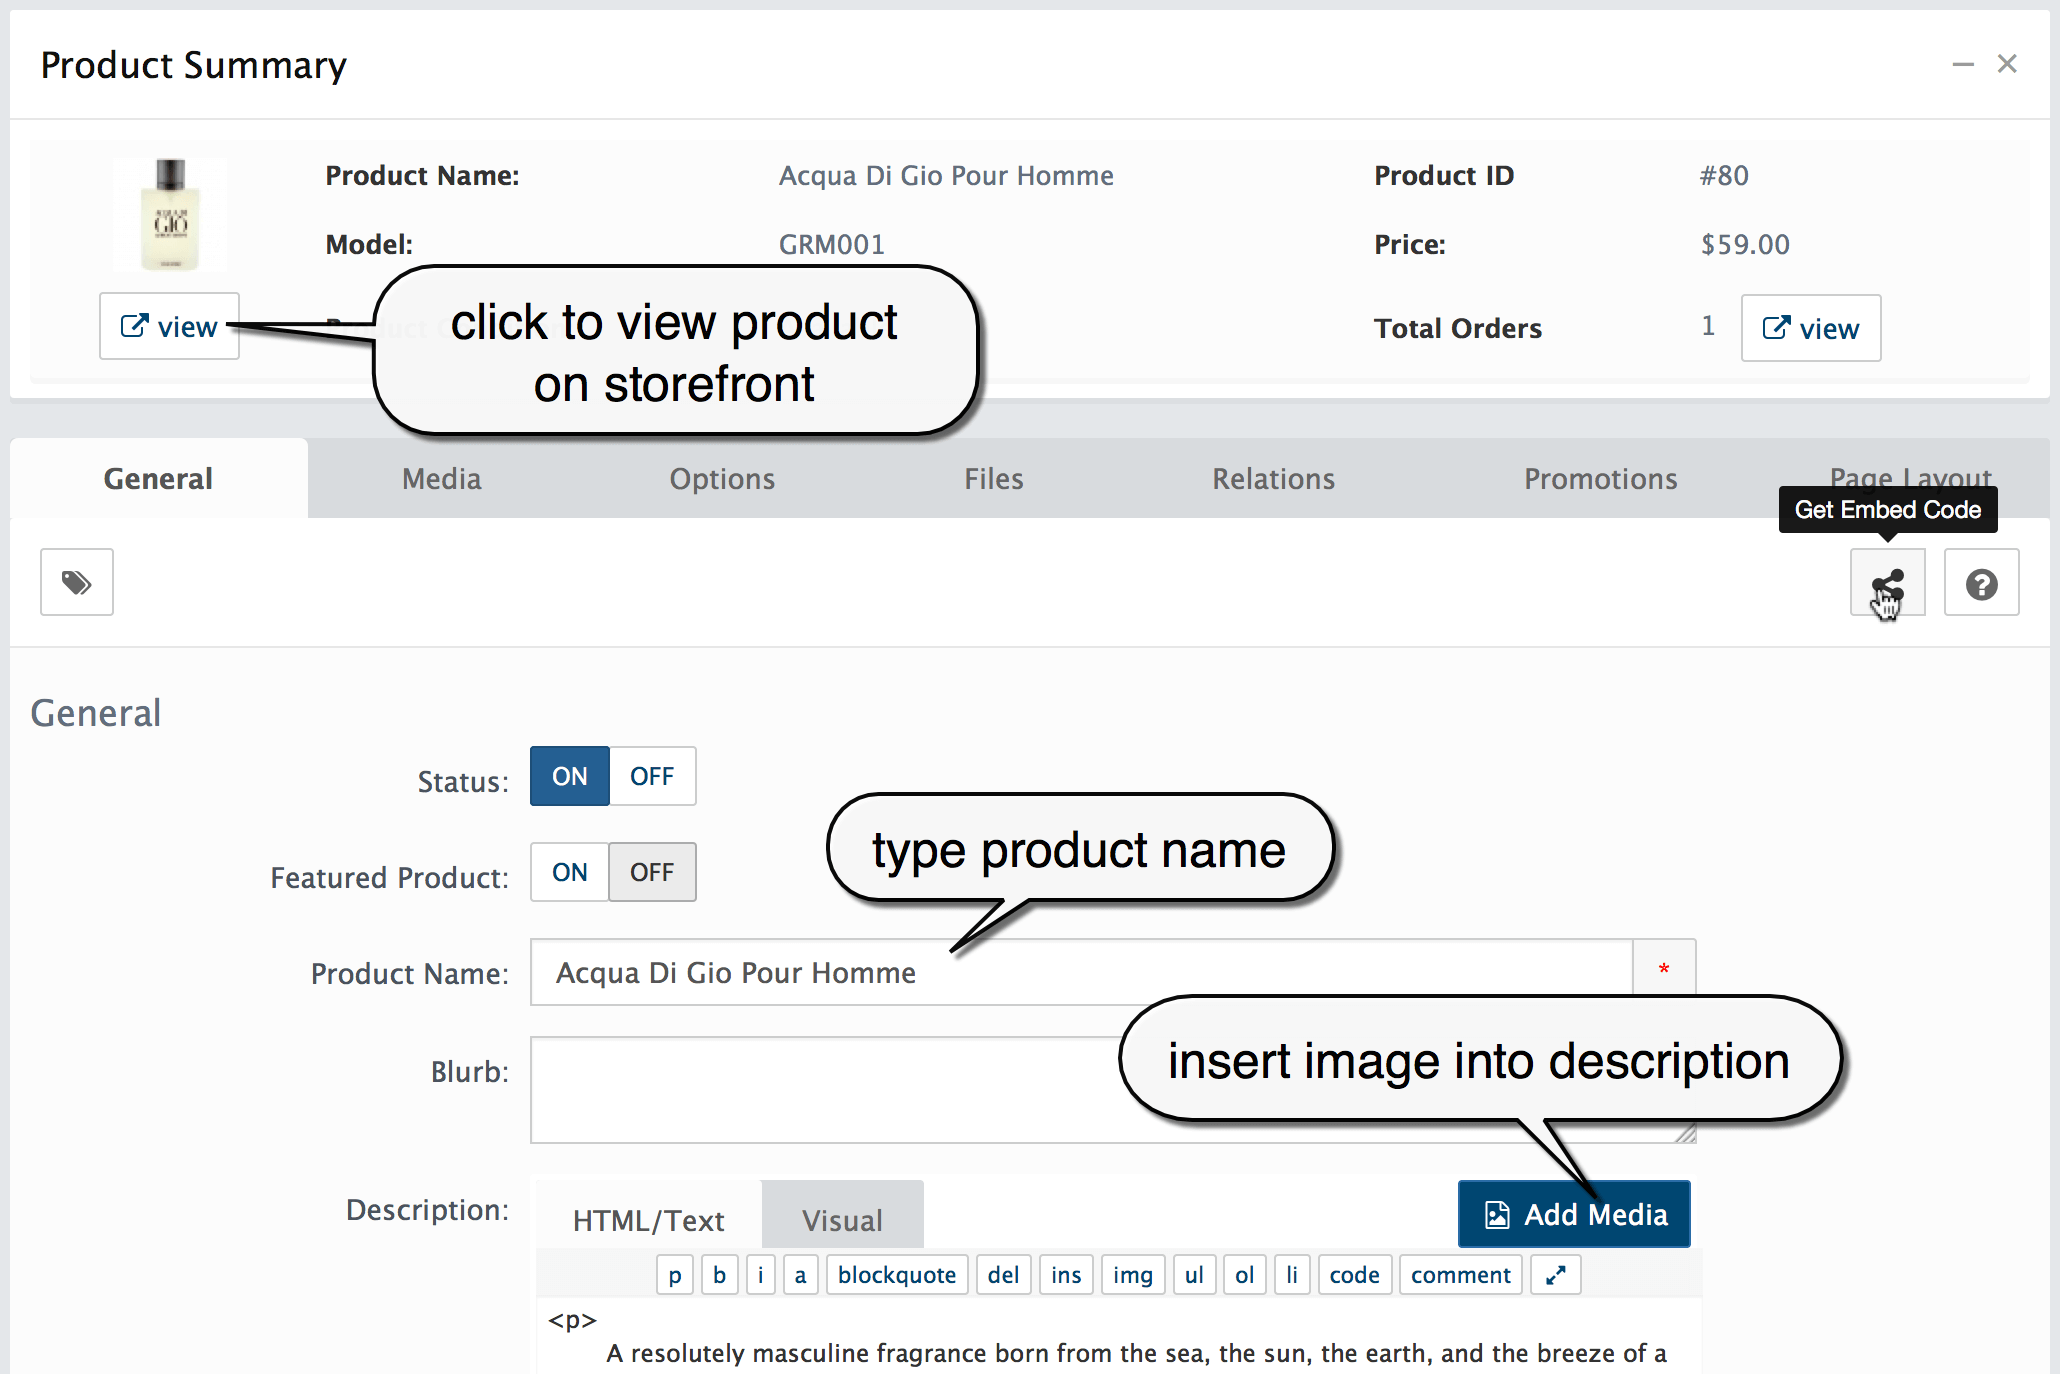 Product Summary
Product Name: Acqua Di Gio Pour Homme Product ID #80
GIO
Model: GRM001 Price: $59.00
view click to view product on storefront Total Orders 1 view
General Media Options Files Relations Promotions Page Layout
Get Embed Code
General
Status: ON OFF
Featured Product: ON OFF
type product name
Product Name: Acqua Di Gio Pour Homme *
Blurb:
insert image into description
Description: HTML/Text Visual Add Media
p b i a blockquote del ins img ul ol li code comment
<p>
A resolutely masculine fragrance born from the sea, the sun, the earth, and the breeze of a